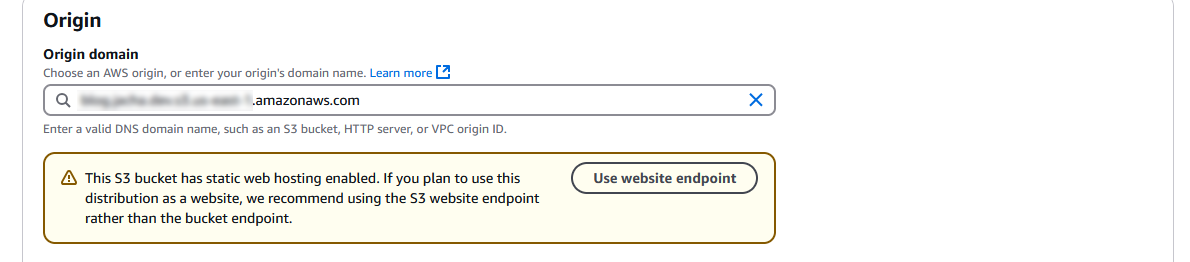 Origin
Origin domain
Choose an AWS origin, or enter your origin's domain name. Learn more
.amazonaws.com
Enter a valid DNS domain name, such as an S3 bucket, HTTP server, or VPC origin ID.
This S3 bucket has static web hosting enabled. If you plan to use this
Use website endpoint
distribution as a website, we recommend using the S3 website endpoint
rather than the bucket endpoint.